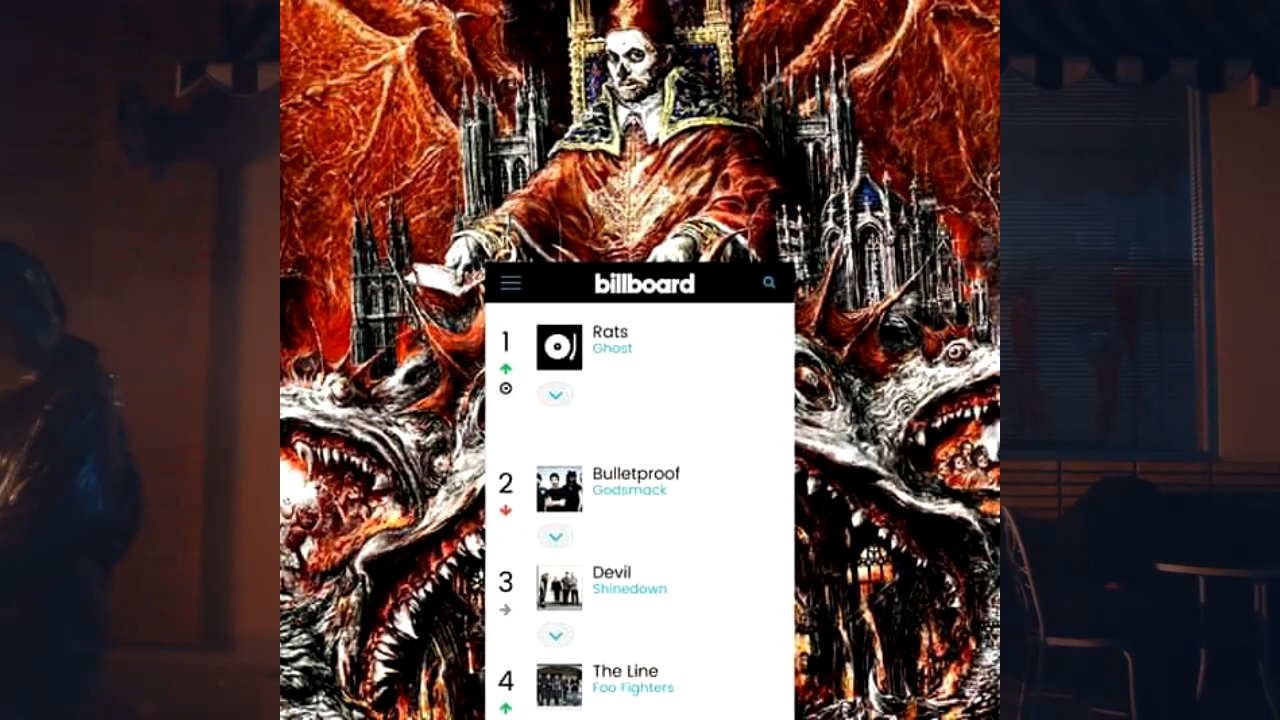 billboard
1
Rats
Ghost
2
Bulletproof
Godsmack
3
Devil
Shinedown
4
The Line
Foo Fighters